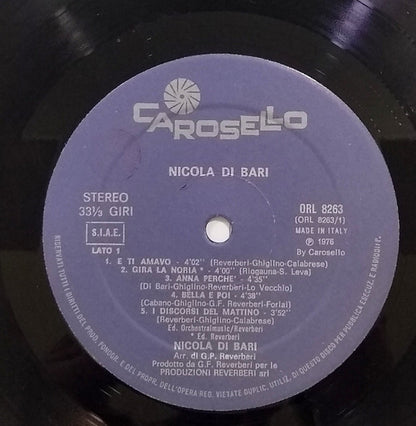 CAROSELLO
NICOLA DI BARI
STEREO
33⅓ GIRI
S.I.A.E.
LATO 1
ORL 8263
(ORL 8263/1)
MADE IN ITALY
℗ 1978
By Carosello
1. E TI AMAVO - 4'02" (Reverberi-Ghiglino-Calabrese)
2. GIRA LA NORIA * - 4'06" (Riogauna-S. Leva)
3. ANNA PERCHE' - 4'35"
(Di Bari-Ghiglino-Reverberi-Lo Vecchio)
4. BELLA E POI - 4'38"
(Cabano-Ghiglino-G.F. Reverberi-Forlai)
5. I DISCORSI DEL MATTINO - 3'52"
(Reverberi-Ghiglino-Calabrese)
Ed. Orchestralmusic/Reverberi
* Ed. Reverberi
NICOLA DI BARI
Arr. di G.P. Reverberi
Prodotto da G.F. Reverberi per le
PRODUZIONI REVERBERI srl
RISERVATI TUTTI I DIRITTI DEL PROD. FONOGR. E DEL PROPR. DELL'OPERA REG. VIETATE DUPLIC. UTILIZ. DI QUESTO DISCO PER PUBBLICA ESECUZ. E RADIODIFF.